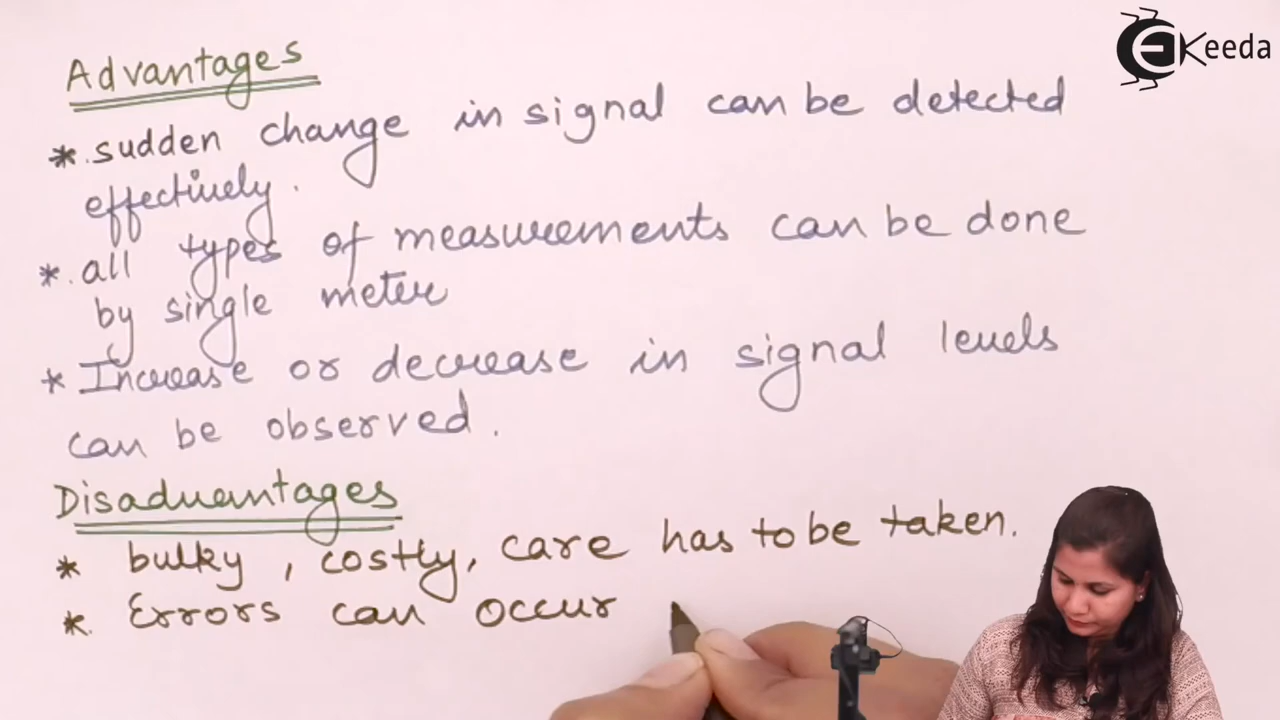 Advantages
Keeda
* sudden change in signal can be detected
effectively.
* all types of measurements can be done
by single meter
* Increase or decrease in signal levels
can be observed.
Disadvantages
* bulky, costly, care has to be taken.
* Errors can occur